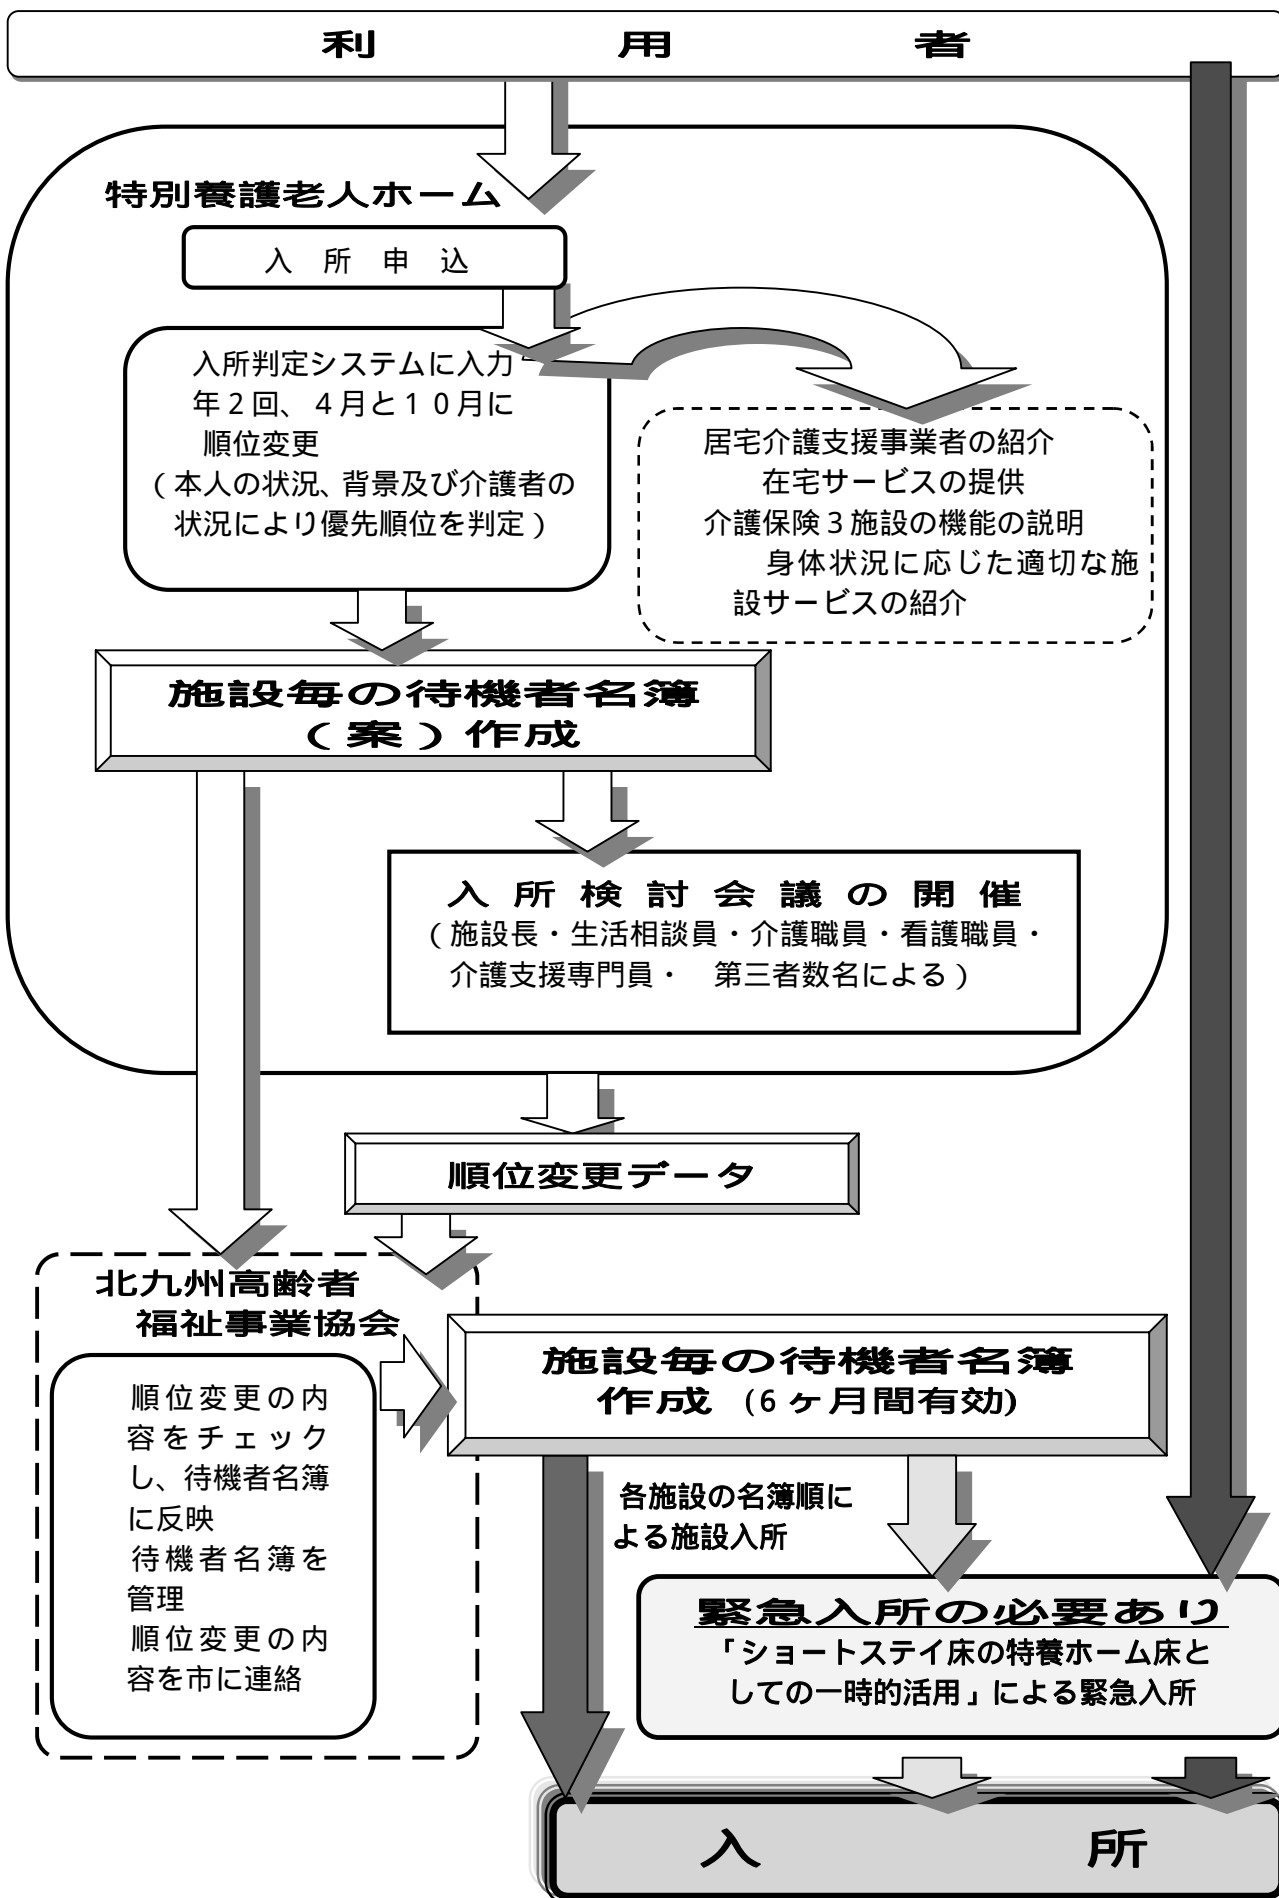 利用者
特別養護老人ホーム
入所申込
入所判定システムに入力
年2回、4月と10月に
順位変更
(本人の状況、背景及び介護者の
状況により優先順位を判定)
居宅介護支援事業者の紹介
在宅サービスの提供
介護保険3施設の機能の説明
身体状況に応じた適切な施
設サービスの紹介
施設毎の待機者名簿
(案)作成
入所検討会議の開催
(施設長・生活相談員・介護職員・看護職員・
介護支援専門員・ 第三者数名による)
順位変更データ
北九州高齢者
福祉事業協会
順位変更の内
容をチェック
し、待機者名簿
に反映
待機者名簿を
管理
順位変更の内
容を市に連絡
施設毎の待機者名簿
作成 (6ヶ月間有効)
各施設の名簿順に
よる施設入所
緊急入所の必要あり
「ショートステイ床の特養ホーム床と
しての一時的活用」による緊急入所
入所